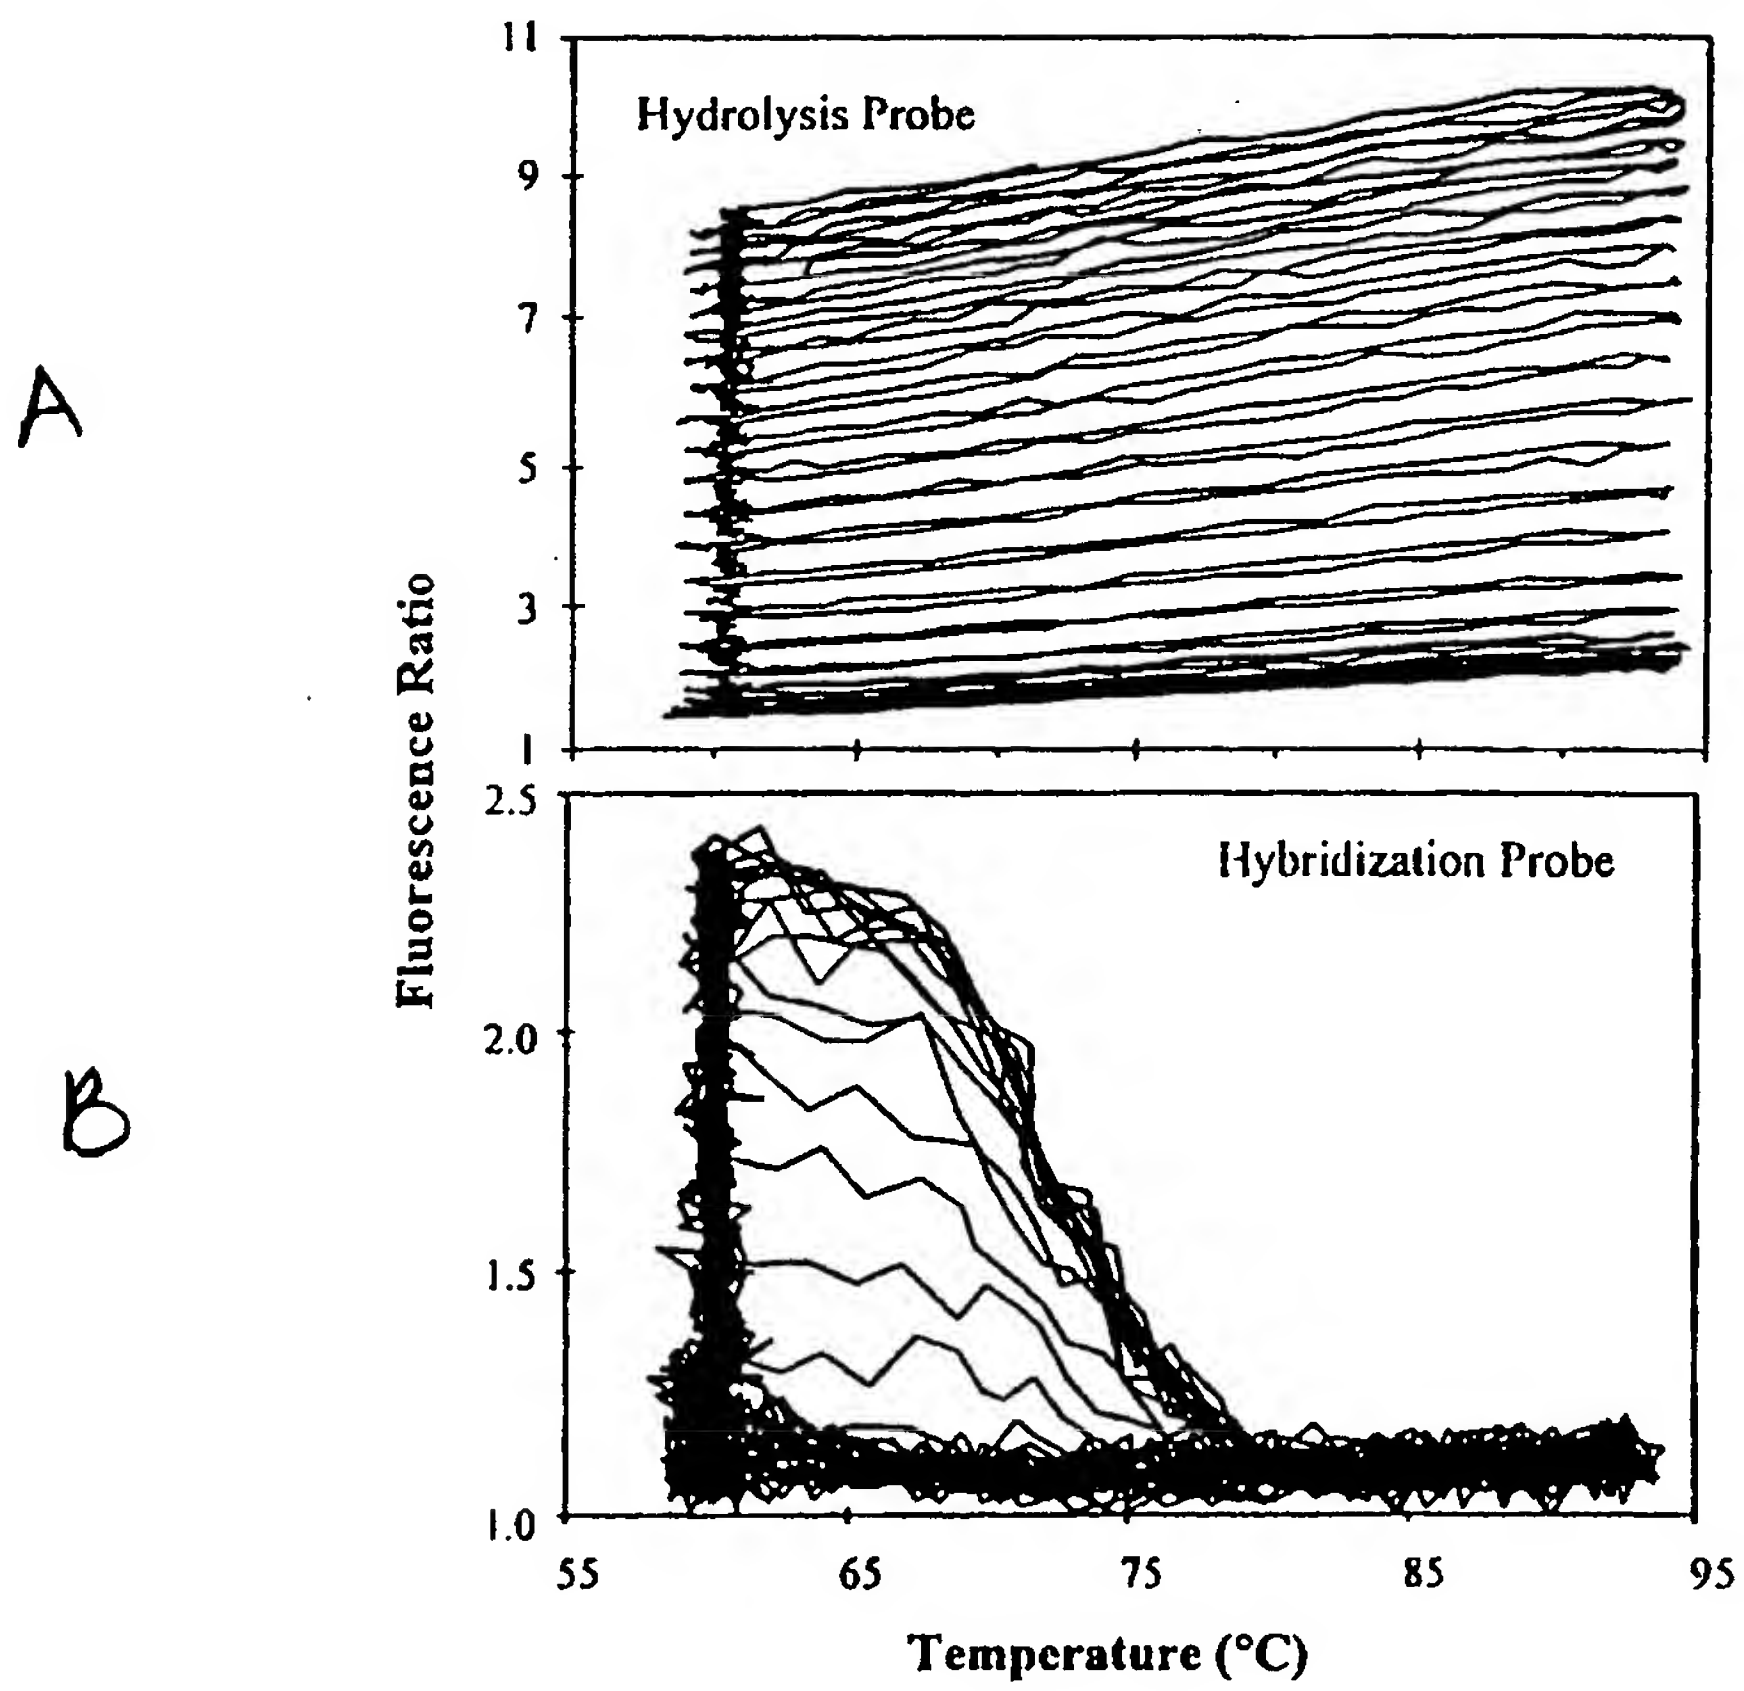 11
Hydrolysis Probe
9
7
A
5
3
1
Fluorescence Ratio
2.5
Hybridization Probe
2.0
B
1.5
1.0
55 65 75 85 95
Temperature (°C)